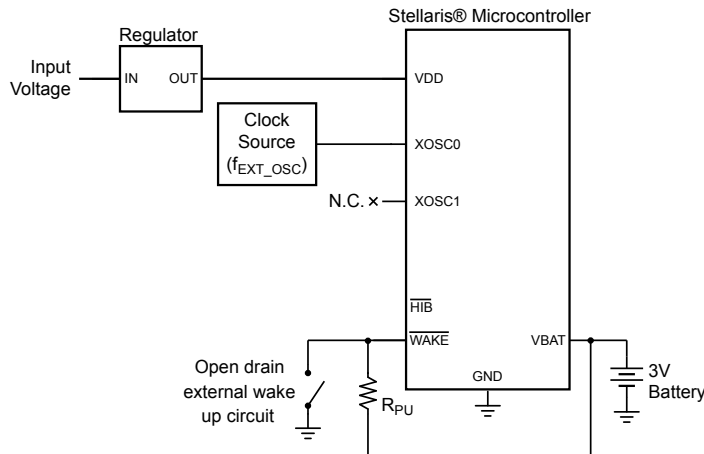 Stellaris® Microcontroller
Regulator
Input
Voltage
IN
OUT
VDD
Clock
Source
(fEXT_OSC)
XOSC0
N.C.
XOSC1
HIB
WAKE
VBAT
Open drain
external wake
up circuit
RPU
GND
3V
Battery